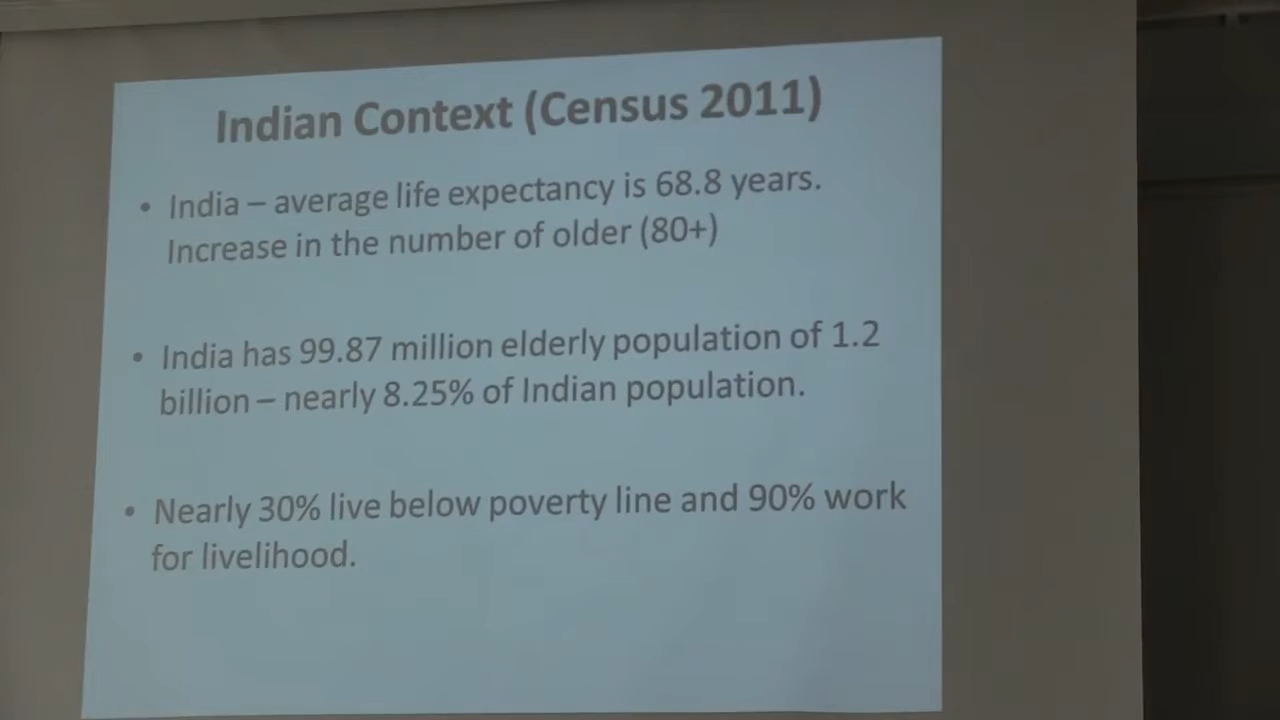 Indian Context (Census 2011)
• India – average life expectancy is 68.8 years.
Increase in the number of older (80+)
• India has 99.87 million elderly population of 1.2
billion – nearly 8.25% of Indian population.
• Nearly 30% live below poverty line and 90% work
for livelihood.